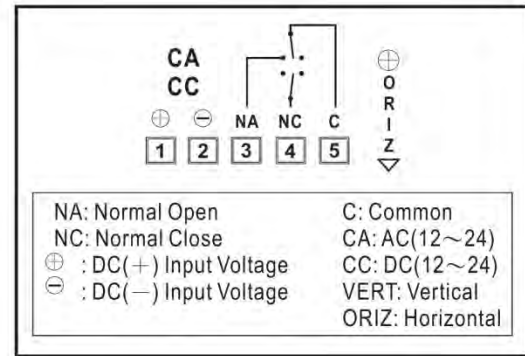 CA
CC
⊕ ⊖ NA NC C
1 2 3 4 5
⊕
O
R
I
Z
NA: Normal Open
NC: Normal Close
⊕ : DC(+) Input Voltage
⊖ : DC(—) Input Voltage
C: Common
CA: AC(12～24)
CC: DC(12～24)
VERT: Vertical
ORIZ: Horizontal